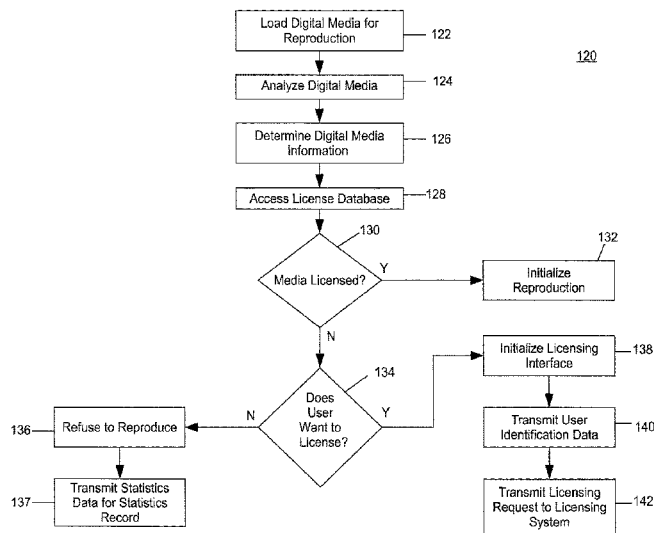 Load Digital Media for
Reproduction
122
120
Analyze Digital Media
124
Determine Digital Media
Information
126
Access License Database
128
130
Media Licensed?
Y
132
Initialize
Reproduction
N
134
Does
User
Want to
License?
N
Y
136
Refuse to Reproduce
Initialize Licensing
Interface
138
Transmit User
Identification Data
140
137
Transmit Statistics
Data for Statistics
Record
Transmit Licensing
Request to Licensing
System
142